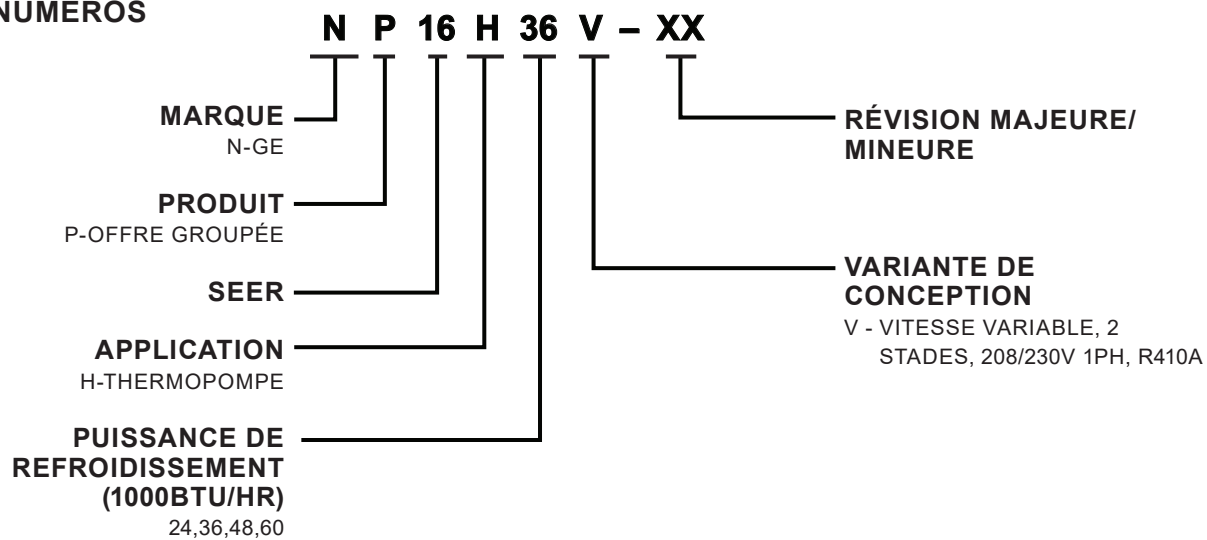 NUMÉROS
N P 16 H 36 V – XX
MARQUE
N-GE
PRODUIT
P-OFFRE GROUPÉE
SEER
APPLICATION
H-THERMOPOMPE
PUISSANCE DE
REFROIDISSEMENT
(1000BTU/HR)
24,36,48,60
RÉVISION MAJEURE/
MINEURE
VARIANTE DE
CONCEPTION
V - VITESSE VARIABLE, 2
STADES, 208/230V 1PH, R410A